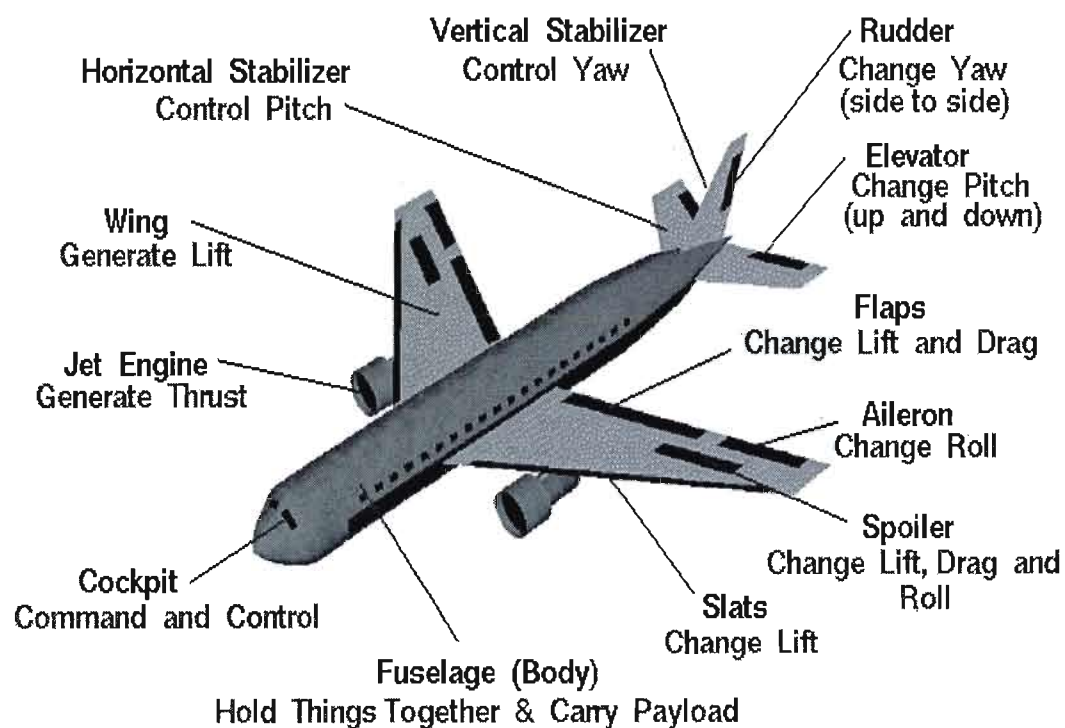 Vertical Stabilizer
Control Yaw
Rudder
Change Yaw
(side to side)
Horizontal Stabilizer
Control Pitch
Elevator
Change Pitch
(up and down)
Wing
Generate Lift
Flaps
Change Lift and Drag
Jet Engine
Generate Thrust
Aileron
Change Roll
Spoiler
Change Lift, Drag and
Roll
Cockpit
Command and Control
Slats
Change Lift
Fuselage (Body)
Hold Things Together & Carry Payload